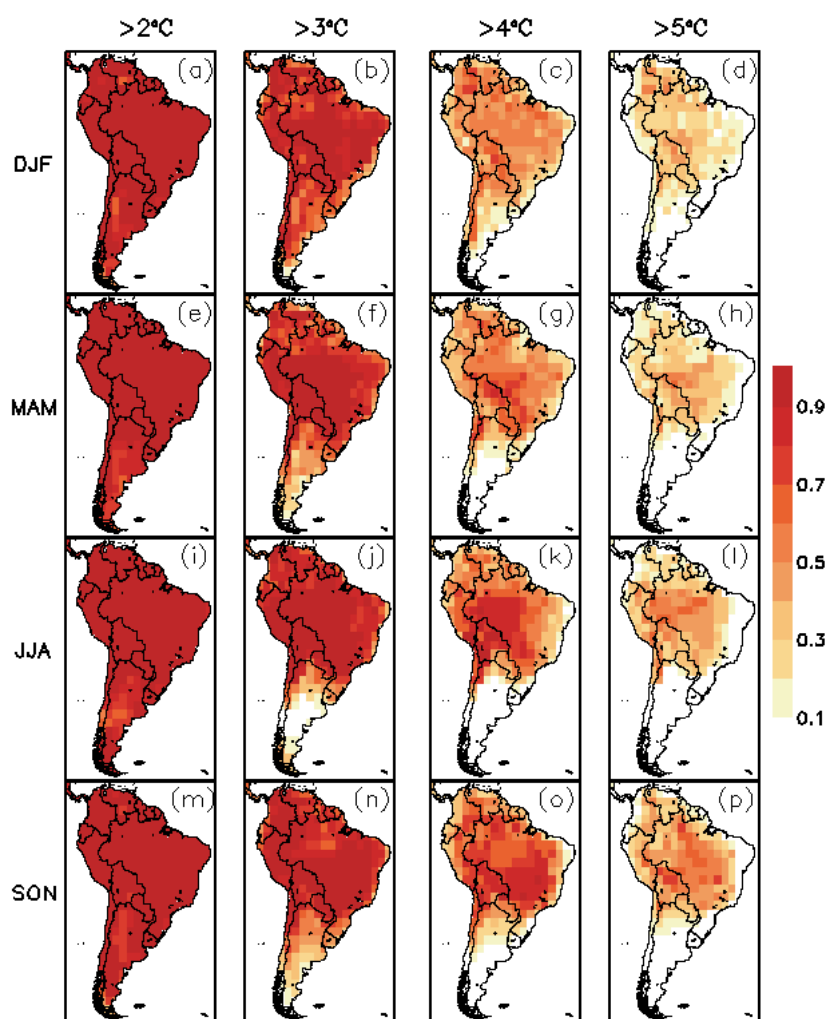 >2°C >3°C >4°C >5°C
DJF (a) (b) (c) (d)
MAM (e) (f) (g) (h)
JJA (i) (j) (k) (l)
SON (m) (n) (o) (p)
0.9
0.7
0.5
0.3
0.1